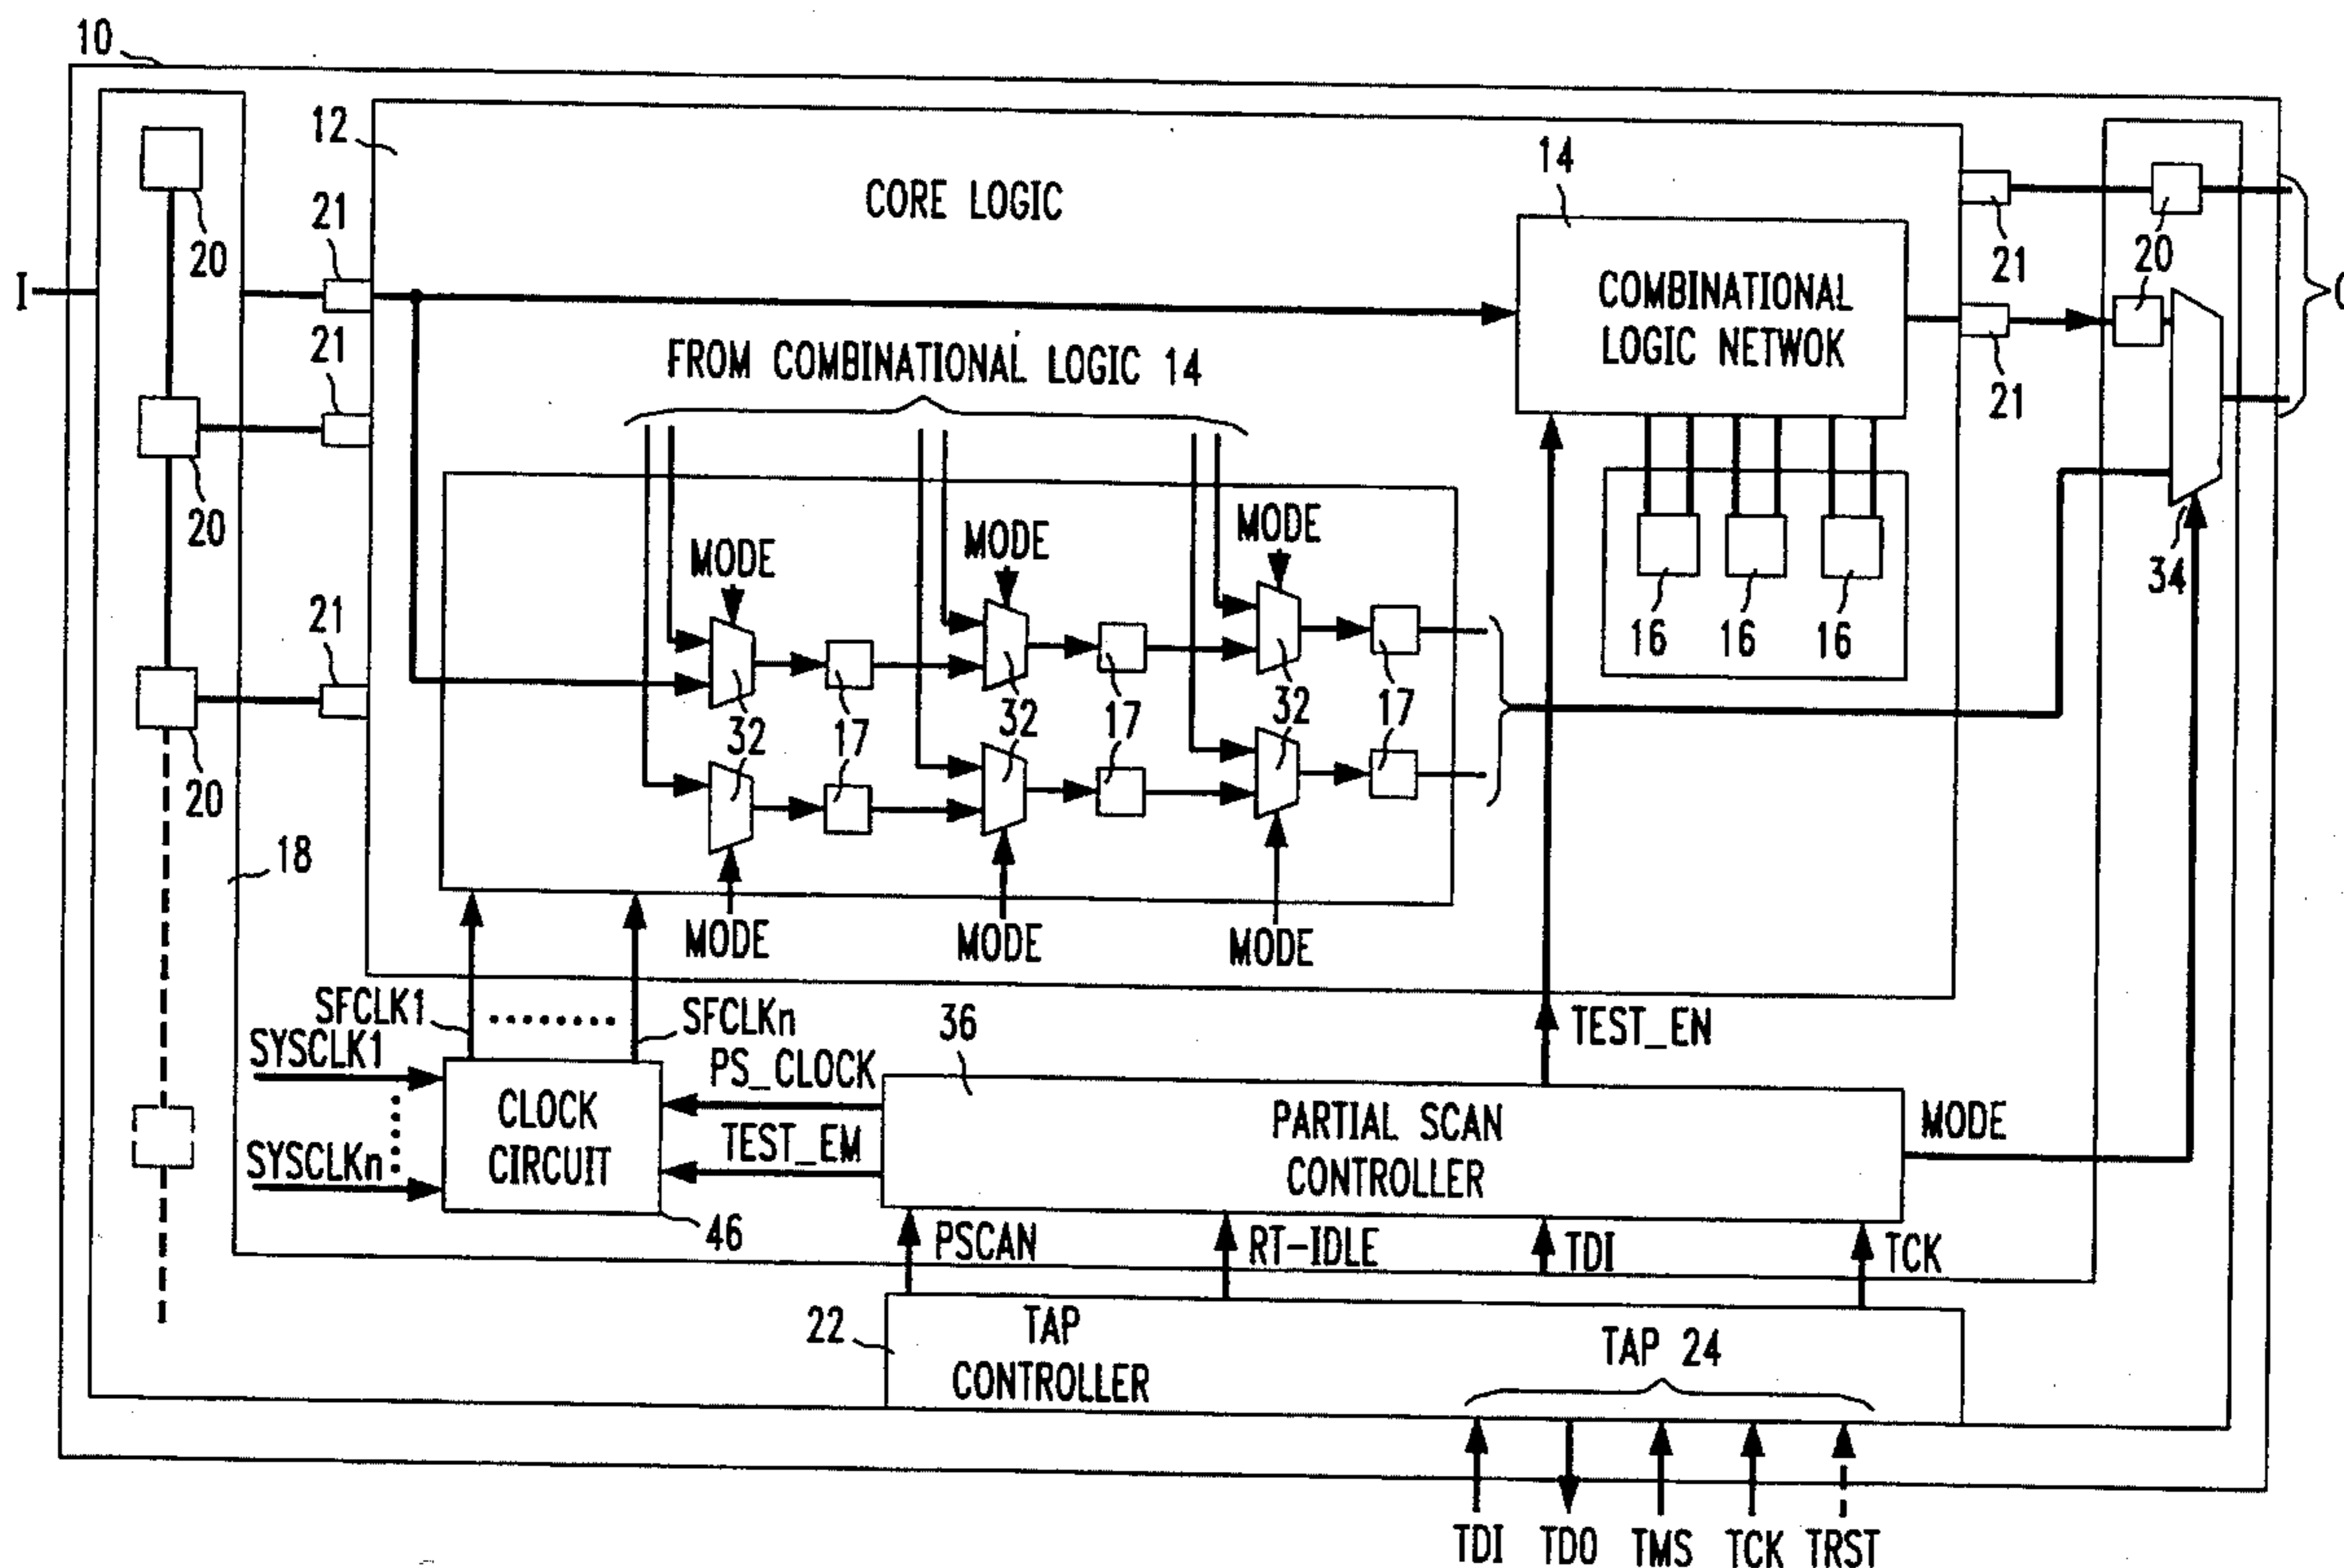 10
12
CORE LOGIC
14
20
21
21
20
I
21
20
21
O
COMBINATIONAL
LOGIC NETWOK
21
FROM COMBINATIONAL LOGIC 14
20
MODE
MODE
MODE
34
16
16
16
21
32
17
32
17
32
17
20
18
MODE
MODE
MODE
SFCLK1
SFCLKn
36
TEST_EN
SYSCLK1
PS_CLOCK
CLOCK
CIRCUIT
PARTIAL SCAN
CONTROLLER
MODE
TEST_EM
SYSCLKn
46
PSCAN
RT-IDLE
TDI
TCK
22
TAP
CONTROLLER
TAP 24
TDI
TDO
TMS
TCK
TRST